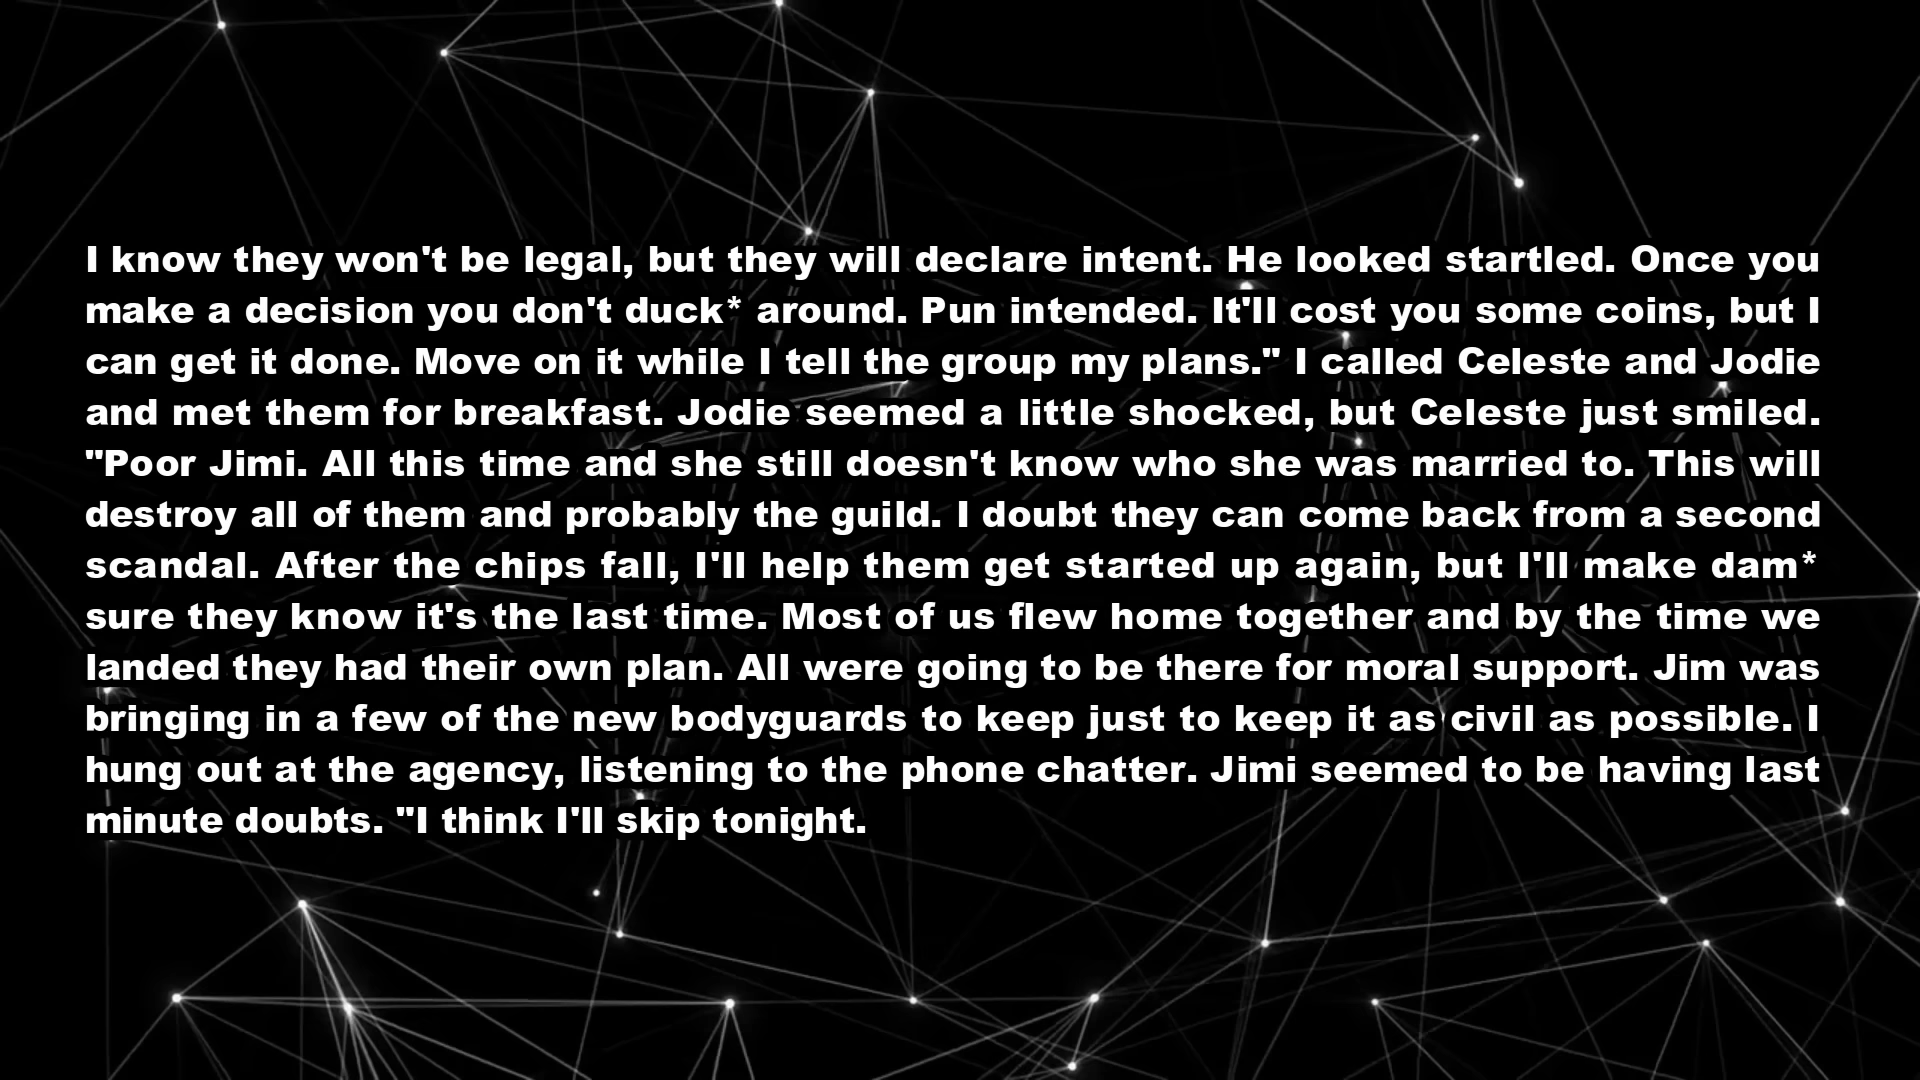 I know they won't be legal, but they will declare intent. He looked startled. Once you
make a decision you don't duck* around. Pun intended. It'll cost you some coins, but I
can get it done. Move on it while I tell the group my plans." I called Celeste and Jodie
and met them for breakfast. Jodie seemed a little shocked, but Celeste just smiled.
"Poor Jimi. All this time and she still doesn't know who she was married to. This will
destroy all of them and probably the guild. I doubt they can come back from a second
scandal. After the chips fall, I'll help them get started up again, but I'll make dam*
sure they know it's the last time. Most of us flew home together and by the time we
landed they had their own plan. All were going to be there for moral support. Jim was
bringing in a few of the new bodyguards to keep just to keep it as civil as possible. I
hung out at the agency, listening to the phone chatter. Jimi seemed to be having last
minute doubts. "I think I'll skip tonight.